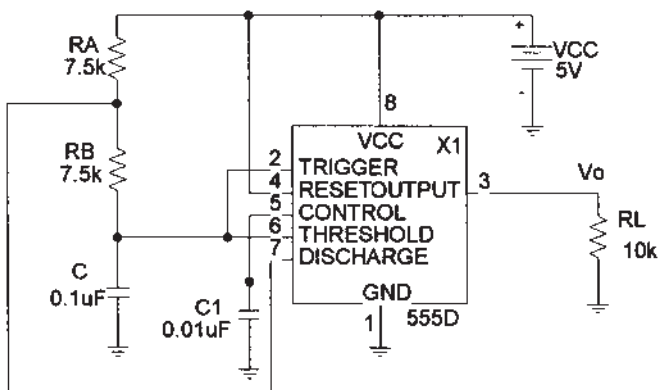 RA
7.5k
+
VCC
5V
-
8
VCC
X1
RB
7.5k
2
TRIGGER
4
RESETOUTPUT
3
Vo
5
CONTROL
6
THRESHOLD
7
DISCHARGE
RL
10k
C
0.1uF
C1
0.01uF
GND
1
555D